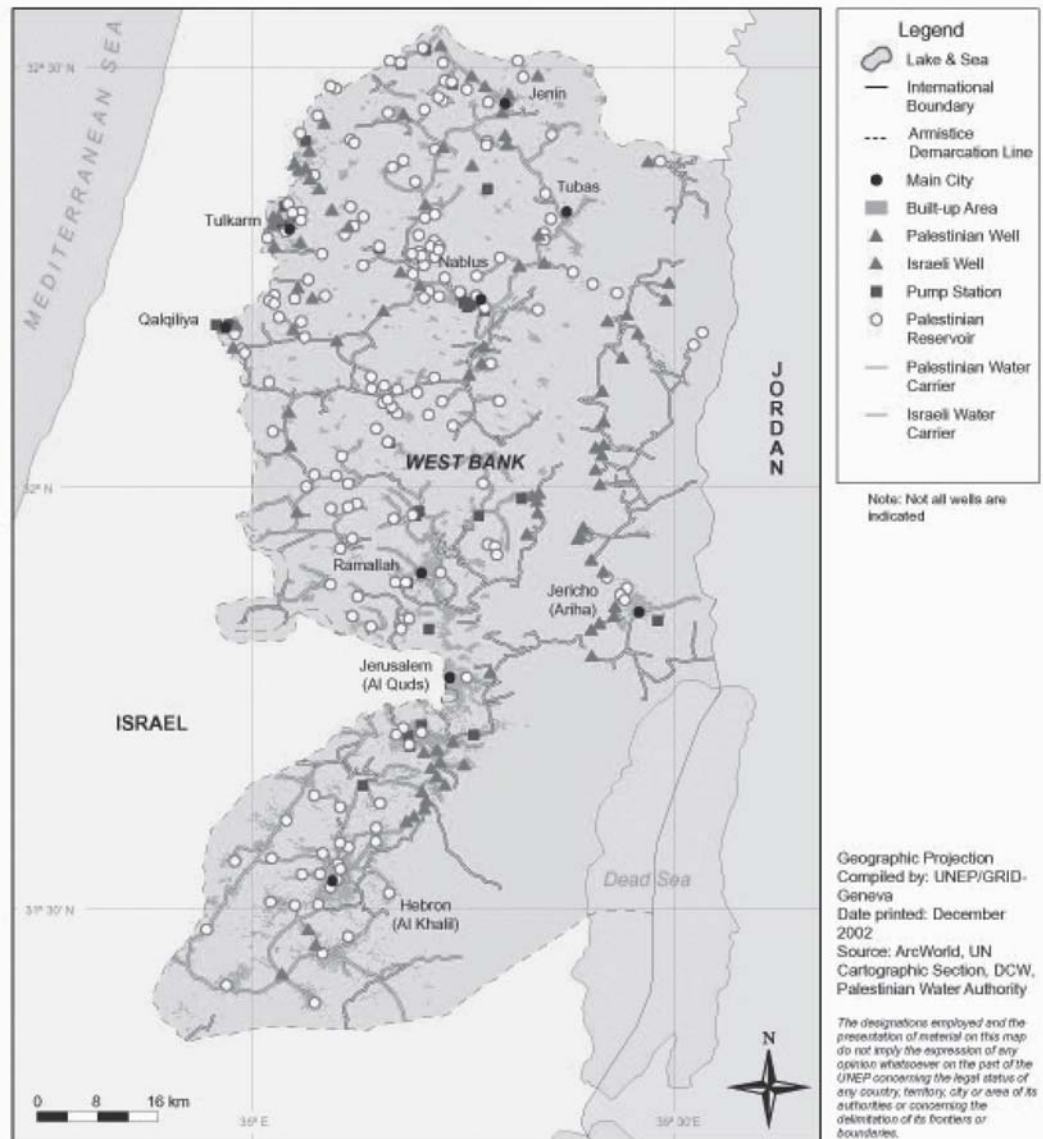 MEDITERRANEAN SEA
32° 30' N
Jenin
Tubas
Tulkarm
Nablus
Qalqiliya
JORDAN
WEST BANK
32° N
Ramallah
Jericho
(Ariha)
Jerusalem
(Al Quds)
ISRAEL
Dead Sea
Hebron
(Al Khalil)
31° 30' N
N
0 8 16 km
35° E
Legend
Lake & Sea
International
Boundary
Armistice
Demarcation Line
Main City
Built-up Area
Palestinian Well
Israeli Well
Pump Station
Palestinian
Reservoir
Palestinian Water
Carrier
Israeli Water
Carrier
Note: Not all wells are
indicated
Geographic Projection
Compiled by: UNEP/GRID-
Geneva
Date printed: December
2002
Source: ArcWorld, UN
Cartographic Section, DCW,
Palestinian Water Authority
The designations employed and the
presentation of material on this map
do not imply the expression of any
opinion whatsoever on the part of the
UNEP concerning the legal status of
any country, territory, city or area of its
authorities or concerning the
delimitation of its frontiers or
boundaries.